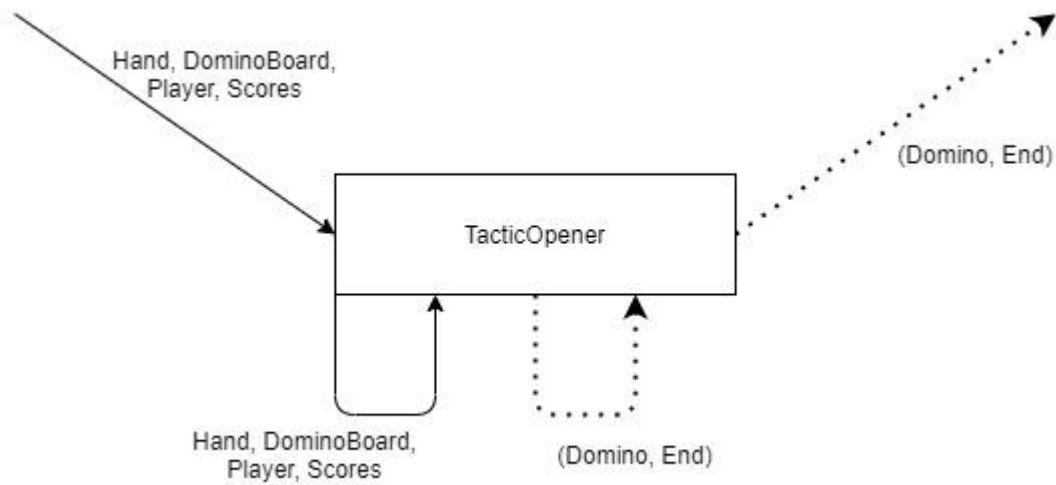 Hand, DominoBoard,
Player, Scores
(Domino, End)
TacticOpener
Hand, DominoBoard,
Player, Scores
(Domino, End)